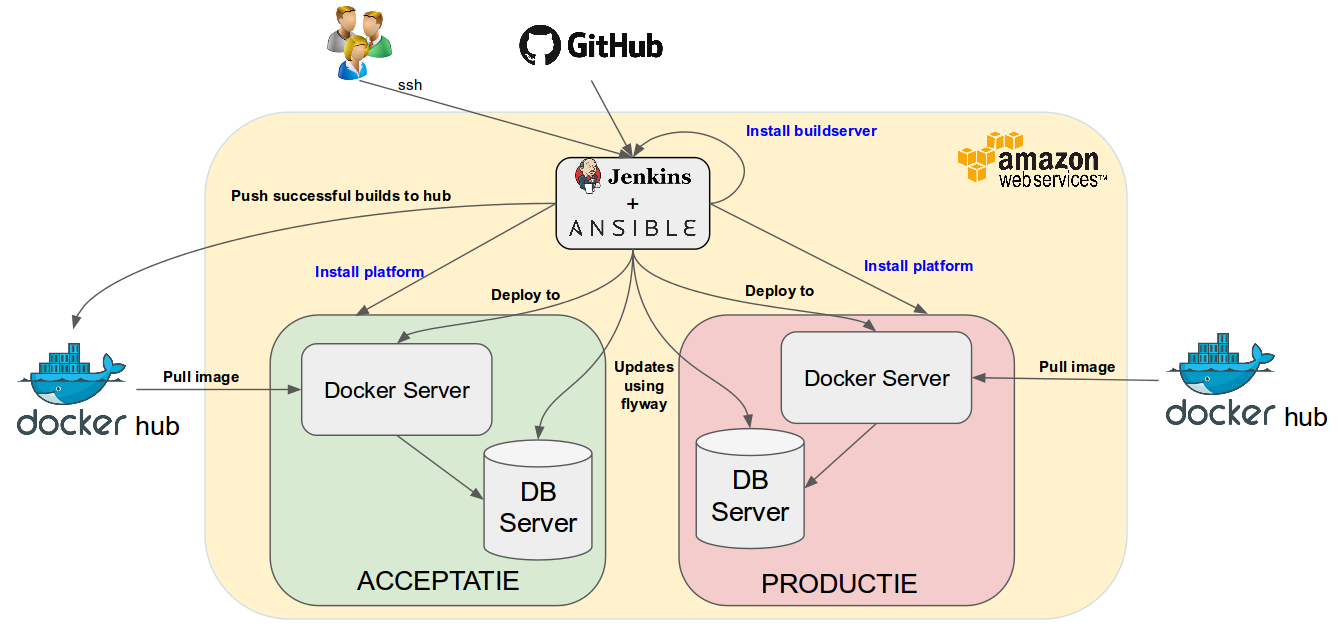 ssh
GitHub
Install buildserver
amazon
webservices™
Jenkins
+
ANSIBLE
Push successful builds to hub
Install platform
Install platform
Deploy to
Deploy to
Pull image
Docker Server
Updates
using
flyway
Docker Server
Pull image
docker hub
docker hub
DB
Server
DB
Server
ACCEPTATIE
PRODUCTIE